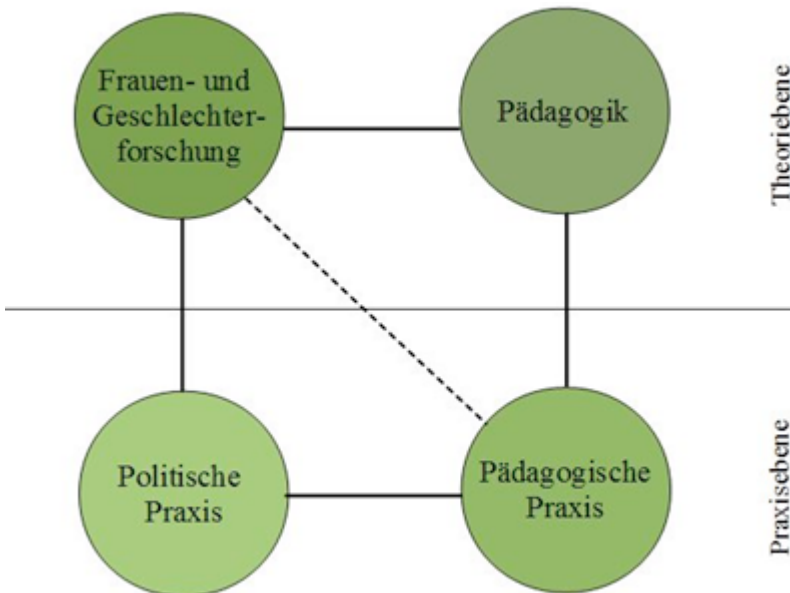 Frauen- und
Geschlechter-
forschung
Pädagogik
Theoriebene
Politische
Praxis
Pädagogische
Praxis
Praxisebene